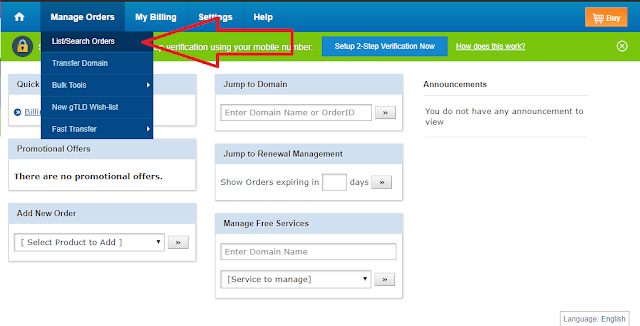 Manage Orders My Billing Settings Help Buy
List/Search Orders
Transfer Domain
Bulk Tools
New gTLD Wish-list
Fast Transfer
verification using your mobile number. Setup 2-Step Verification Now How does this work?
Quick
Billin
Promotional Offers
There are no promotional offers.
Add New Order
[ Select Product to Add ] »
Jump to Domain
Enter Domain Name or OrderID »
Jump to Renewal Management
Show Orders expiring in days »
Manage Free Services
Enter Domain Name
[Service to manage] »
Announcements
You do not have any announcement to
view
Language: English